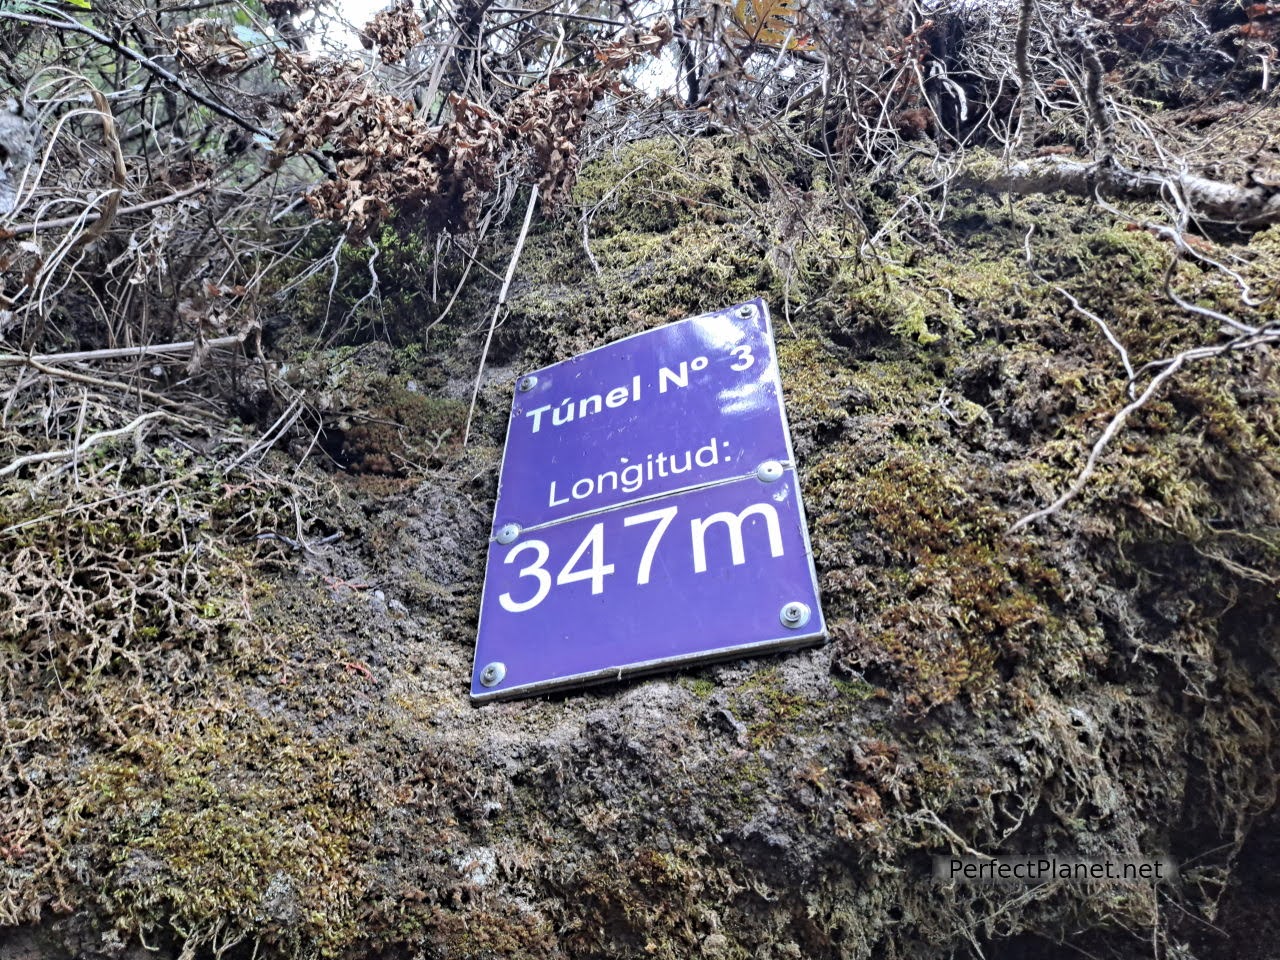 Túnel Nº 3
Longitud:
347m
PerfectPlanet.net